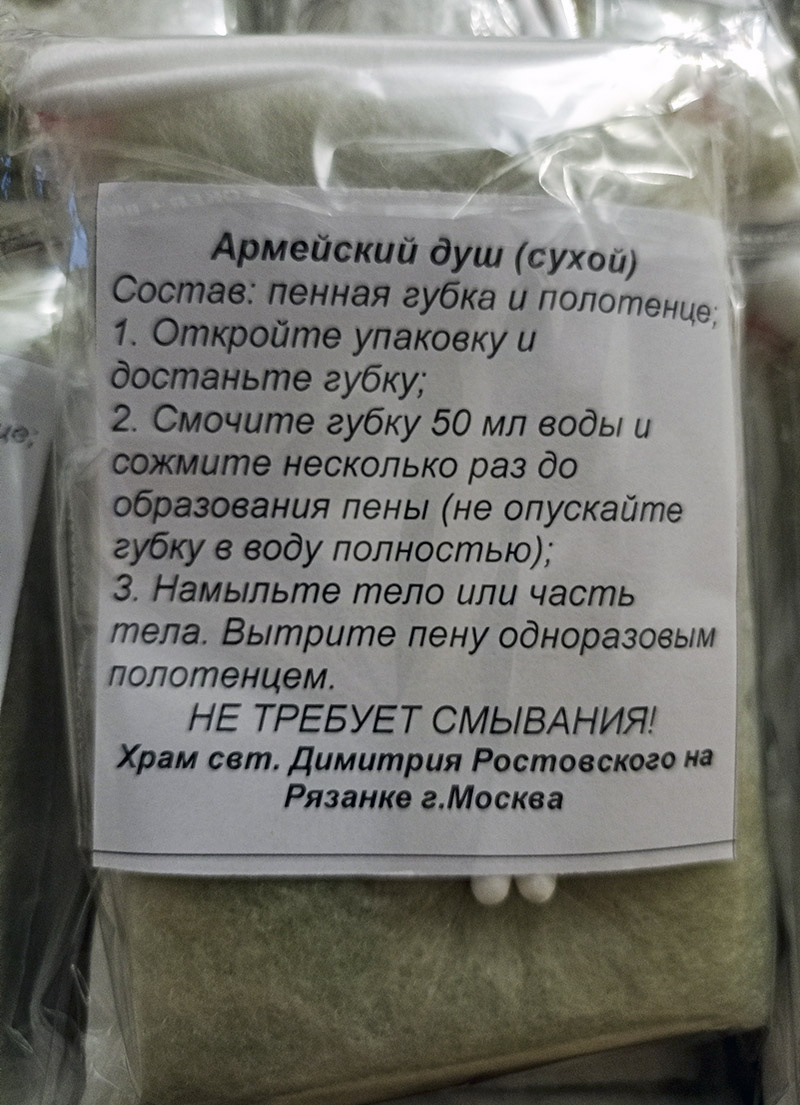 Армейский душ (сухой)
Состав: пенная губка и полотенце;
1. Откройте упаковку и
достаньте губку;
2. Смочите губку 50 мл воды и
сожмите несколько раз до
образования пены (не опускайте
губку в воду полностью);
3. Намыльте тело или часть
тела. Вытрите пену одноразовым
полотенцем.
НЕ ТРЕБУЕТ СМЫВАНИЯ!
Храм свт. Димитрия Ростовского на
Рязанке г.Москва
це;